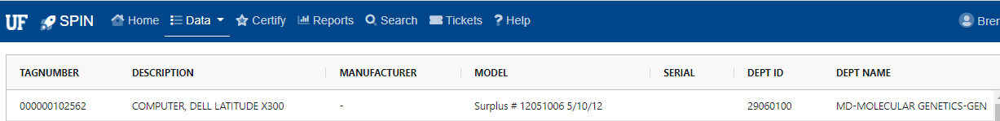 UF SPIN Home Data Certify Reports Search Tickets Help Bren
TAGNUMBER DESCRIPTION MANUFACTURER MODEL SERIAL DEPT ID DEPT NAME
000000102562 COMPUTER, DELL LATITUDE X300 - Surplus # 12051006 5/10/12 29060100 MD-MOLECULAR GENETICS-GEN